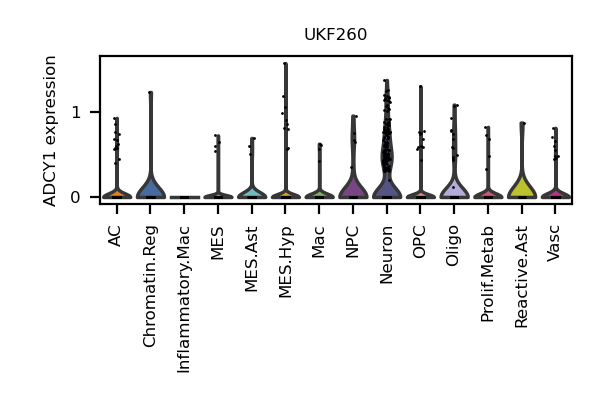 UKF260
ADCY1 expression
1
0
AC
Chromatin.Reg
Inflammatory.Mac
MES
MES.Ast
MES.Hyp
Mac
NPC
Neuron
OPC
Oligo
Prolif.Metab
Reactive.Ast
Vasc